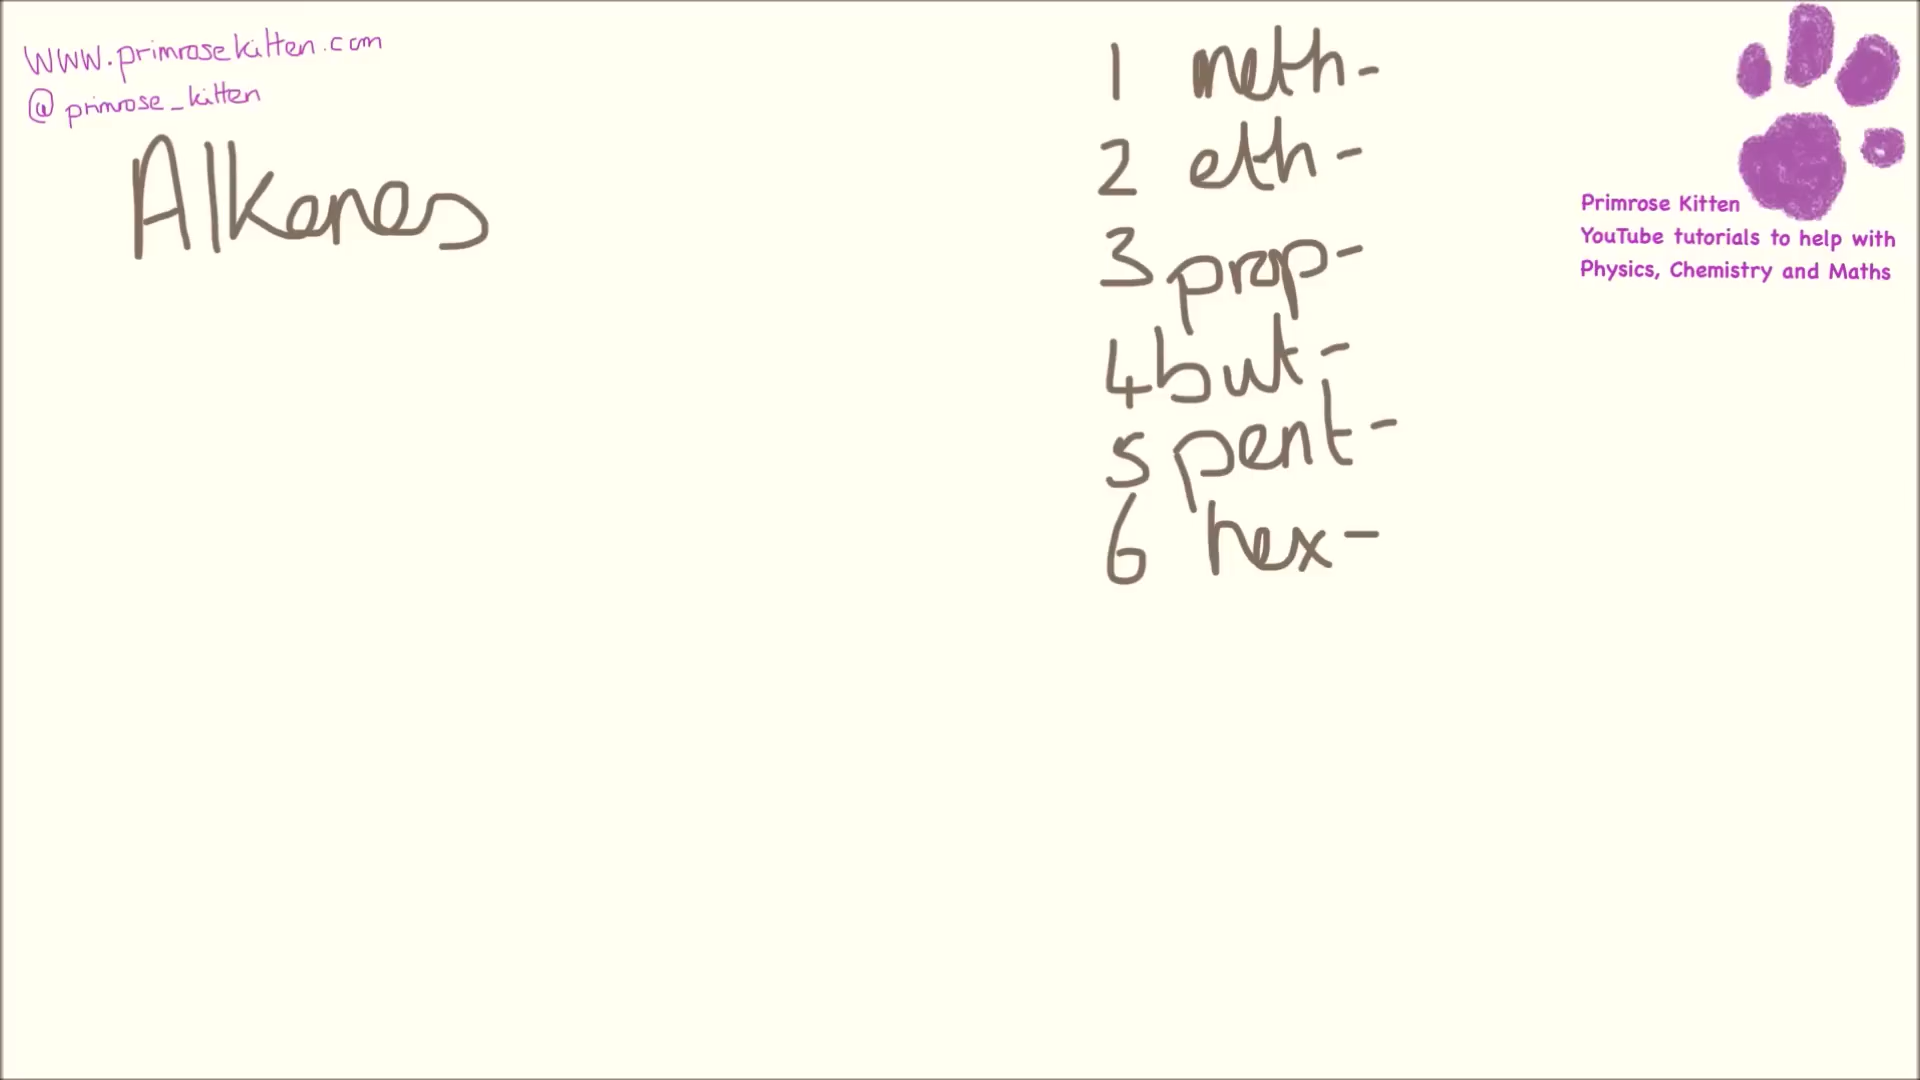 www.primrosekitten.com
@primrose_kitten
Alkenes
1 meth-
2 eth-
3 prop-
4 but-
5 pent-
6 hex-
Primrose Kitten
YouTube tutorials to help with
Physics, Chemistry and Maths